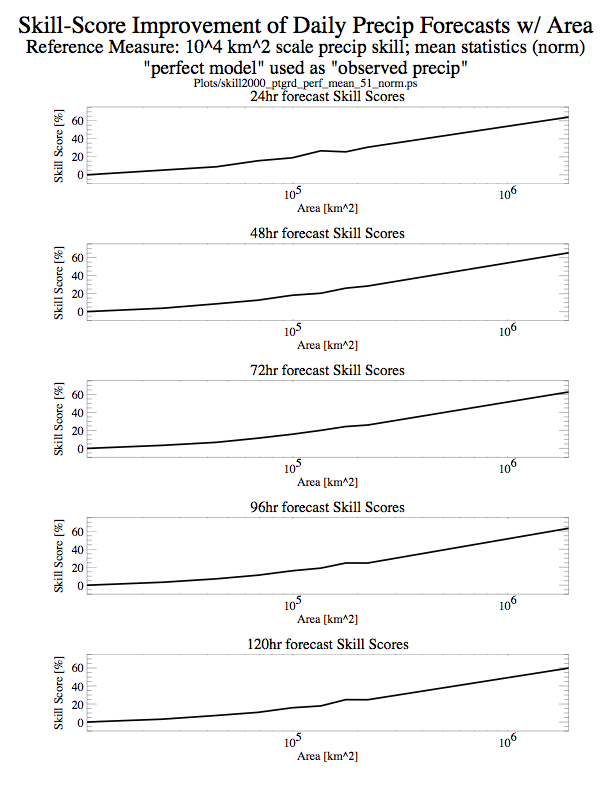 Skill-Score Improvement of Daily Precip Forecasts w/ Area
Reference Measure: 10^4 km^2 scale precip skill; mean statistics (norm)
"perfect model" used as "observed precip"
Plots/skill2000_ptgrd_perf_mean_51_norm.ps
24hr forecast Skill Scores
Skill Score [%]
60
40
20
0
10^5
10^6
Area [km^2]
48hr forecast Skill Scores
Skill Score [%]
60
40
20
0
10^5
10^6
Area [km^2]
72hr forecast Skill Scores
Skill Score [%]
60
40
20
0
10^5
10^6
Area [km^2]
96hr forecast Skill Scores
Skill Score [%]
60
40
20
0
10^5
10^6
Area [km^2]
120hr forecast Skill Scores
Skill Score [%]
60
40
20
0
10^5
10^6
Area [km^2]